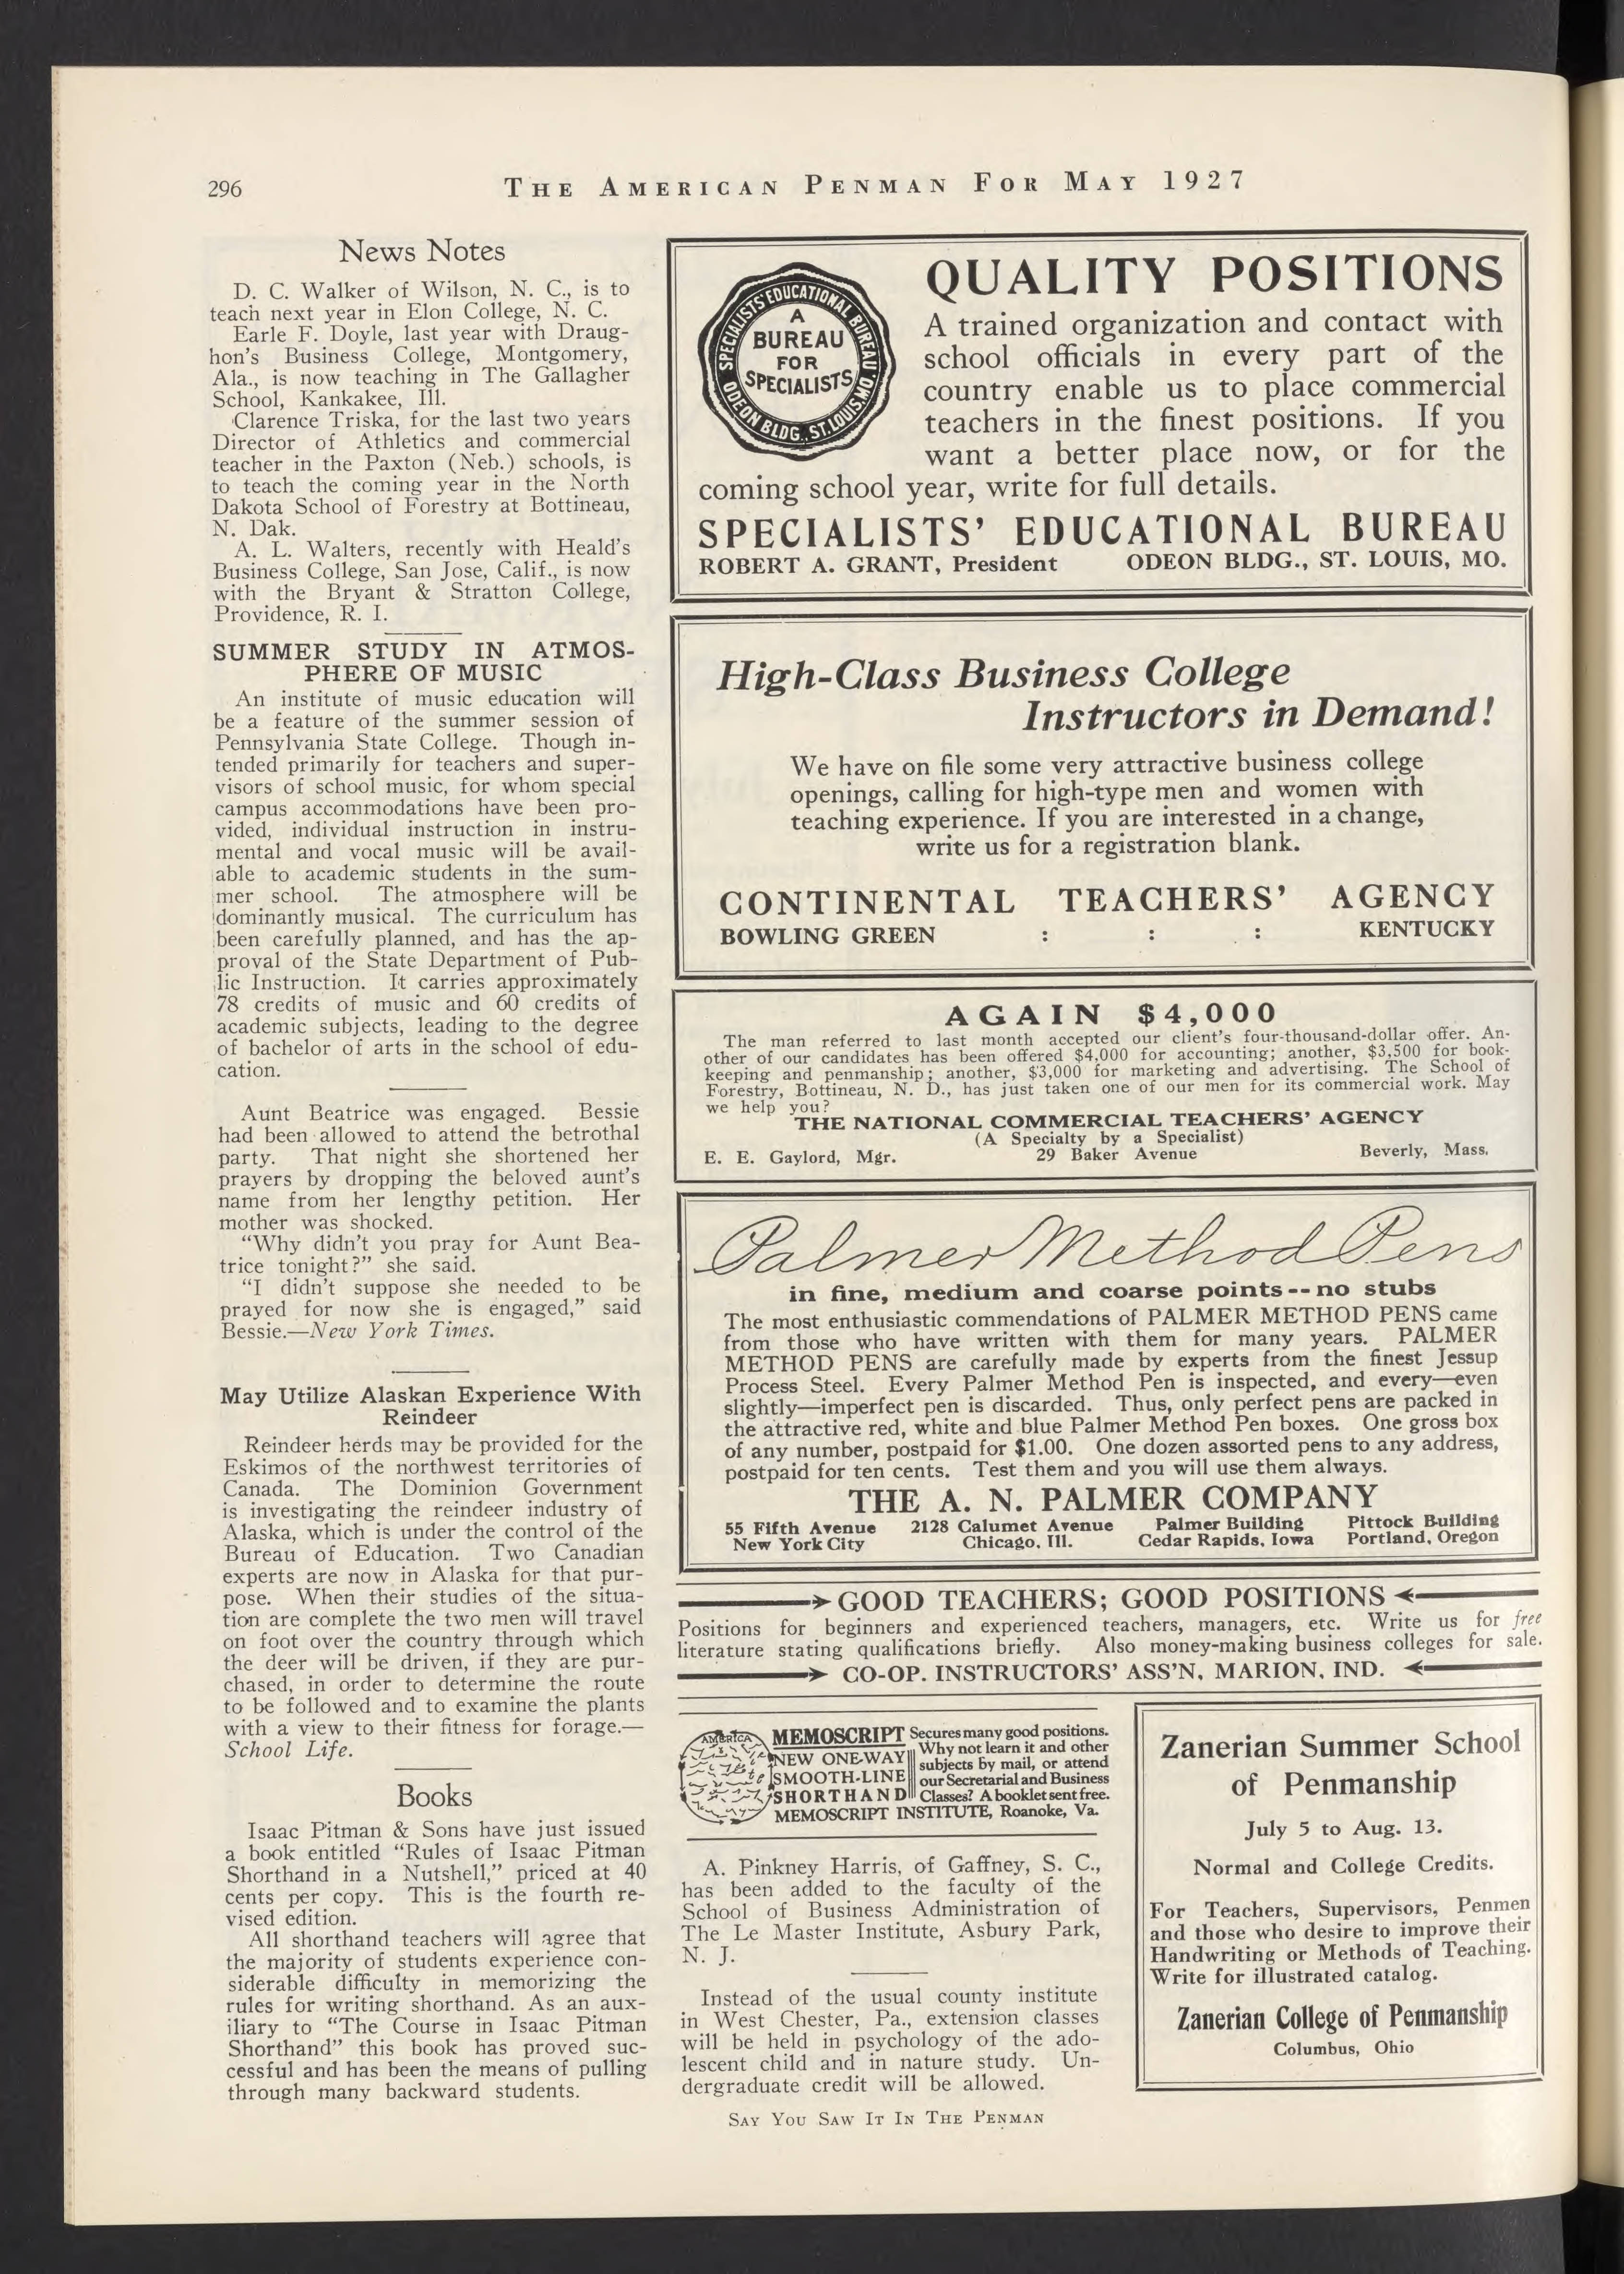 296
THE AMERICAN PENMAN FOR MAY 1927
News Notes
D. C. Walker of Wilson, N. C., is to
teach next year in Elon College, N. C.
Earle F. Doyle, last year with Draug-
hon's Business College, Montgomery,
Ala., is now teaching in The Gallagher
School, Kankakee, Ill.
Clarence Triska, for the last two years
Director of Athletics and commercial
teacher in the Paxton (Neb.) schools, is
to teach the coming year in the North
Dakota School of Forestry at Bottineau,
N. Dak.
A. L. Walters, recently with Heald's
Business College, San Jose, Calif., is now
with the Bryant & Stratton College,
Providence, R. I.
SUMMER STUDY IN ATMOS-
PHERE OF MUSIC
An institute of music education will
be a feature of the summer session of
Pennsylvania State College. Though in-
tended primarily for teachers and super-
visors of school music, for whom special
campus accommodations have been pro-
vided, individual instruction in instru-
mental and vocal music will be avail-
able to academic students in the sum-
mer school. The atmosphere will be
dominantly musical. The curriculum has
been carefully planned, and has the ap-
proval of the State Department of Pub-
lic Instruction. It carries approximately
78 credits of music and 60 credits of
academic subjects, leading to the degree
of bachelor of arts in the school of edu-
cation.
Aunt Beatrice was engaged. Bessie
had been allowed to attend the betrothal
party. That night she shortened her
prayers by dropping the beloved aunt's
name from her lengthy petition. Her
mother was shocked.
"Why didn't you pray for Aunt Bea-
trice tonight?" she said.
"I didn't suppose she needed to be
prayed for now she is engaged," said
Bessie.—New York Times.
May Utilize Alaskan Experience With
Reindeer
Reindeer herds may be provided for the
Eskimos of the northwest territories of
Canada. The Dominion Government
is investigating the reindeer industry of
Alaska, which is under the control of the
Bureau of Education. Two Canadian
experts are now in Alaska for that pur-
pose. When their studies of the situa-
tion are complete the two men will travel
on foot over the country through which
the deer will be driven, if they are pur-
chased, in order to determine the route
to be followed and to examine the plants
with a view to their fitness for forage.—
School Life.
Books
Isaac Pitman & Sons have just issued
a book entitled "Rules of Isaac Pitman
Shorthand in a Nutshell," priced at 40
cents per copy. This is the fourth re-
vised edition.
All shorthand teachers will agree that
the majority of students experience con-
siderable difficulty in memorizing the
rules for writing shorthand. As an aux-
iliary to "The Course in Isaac Pitman
Shorthand" this book has proved suc-
cessful and has been the means of pulling
through many backward students.
SPECIALISTS' EDUCATIONAL BUREAU
ODEON BLDG., ST. LOUIS, MO.
A
BUREAU
FOR
SPECIALISTS
QUALITY POSITIONS
A trained organization and contact with
school officials in every part of the
country enable us to place commercial
teachers in the finest positions. If you
want a better place now, or for the
coming school year, write for full details.
SPECIALISTS' EDUCATIONAL BUREAU
ROBERT A. GRANT, President ODEON BLDG., ST. LOUIS, MO.
High-Class Business College
Instructors in Demand!
We have on file some very attractive business college
openings, calling for high-type men and women with
teaching experience. If you are interested in a change,
write us for a registration blank.
CONTINENTAL TEACHERS' AGENCY
BOWLING GREEN : : : KENTUCKY
AGAIN $4,000
The man referred to last month accepted our client's four-thousand-dollar offer. An-
other of our candidates has been offered $4,000 for accounting; another, $3,500 for book-
keeping and penmanship; another, $3,000 for marketing and advertising. The School of
Forestry, Bottineau, N. D., has just taken one of our men for its commercial work. May
we help you?
THE NATIONAL COMMERCIAL TEACHERS' AGENCY
(A Specialty by a Specialist)
E. E. Gaylord, Mgr. 29 Baker Avenue Beverly, Mass.
Palmer Method Pens
in fine, medium and coarse points--no stubs
The most enthusiastic commendations of PALMER METHOD PENS came
from those who have written with them for many years. PALMER
METHOD PENS are carefully made by experts from the finest Jessup
Process Steel. Every Palmer Method Pen is inspected, and every—even
slightly—imperfect pen is discarded. Thus, only perfect pens are packed in
the attractive red, white and blue Palmer Method Pen boxes. One gross box
of any number, postpaid for $1.00. One dozen assorted pens to any address,
postpaid for ten cents. Test them and you will use them always.
THE A. N. PALMER COMPANY
55 Fifth Avenue 2128 Calumet Avenue Palmer Building Pittock Building
New York City Chicago, Ill. Cedar Rapids, Iowa Portland, Oregon
GOOD TEACHERS; GOOD POSITIONS
Positions for beginners and experienced teachers, managers, etc. Write us for free
literature stating qualifications briefly. Also money-making business colleges for sale.
CO-OP. INSTRUCTORS' ASS'N, MARION, IND.
AMERICA
MEMOSCRIPT Secures many good positions.
NEW ONE-WAY Why not learn it and other
SMOOTH-LINE subjects by mail, or attend
SHORTHAND our Secretarial and Business
Classes? A booklet sent free.
MEMOSCRIPT INSTITUTE, Roanoke, Va.
A. Pinkney Harris, of Gaffney, S. C.,
has been added to the faculty of the
School of Business Administration of
The Le Master Institute, Asbury Park,
N. J.
Instead of the usual county institute
in West Chester, Pa., extension classes
will be held in psychology of the ado-
lescent child and in nature study. Un-
dergraduate credit will be allowed.
Zanerian Summer School
of Penmanship
July 5 to Aug. 13.
Normal and College Credits.
For Teachers, Supervisors, Penmen
and those who desire to improve their
Handwriting or Methods of Teaching.
Write for illustrated catalog.
Zanerian College of Penmanship
Columbus, Ohio
SAY YOU SAW IT IN THE PENMAN